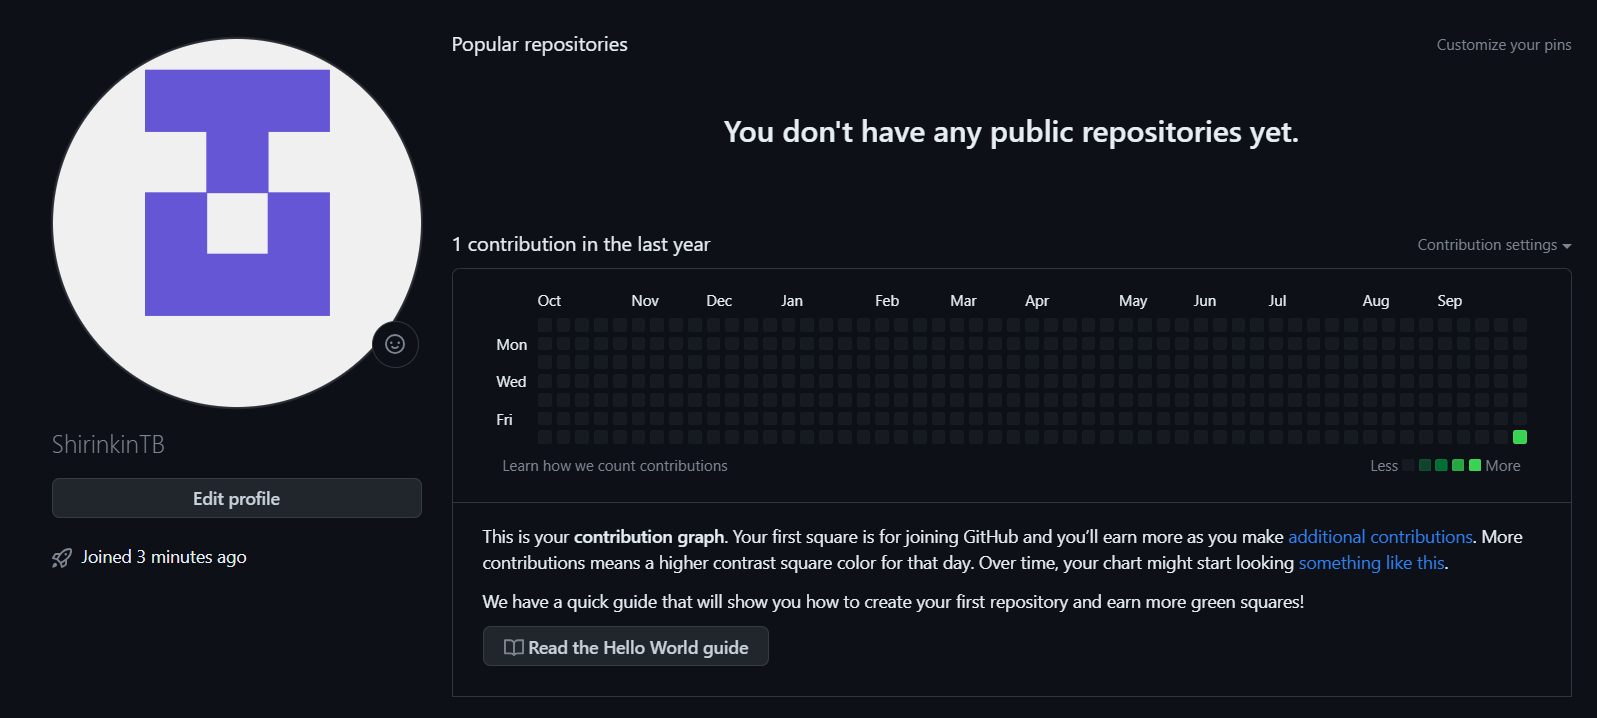 Popular repositories
Customize your pins
You don't have any public repositories yet.
1 contribution in the last year
Contribution settings
Oct Nov Dec Jan Feb Mar Apr May Jun Jul Aug Sep
Mon
Wed
Fri
Learn how we count contributions
Less More
This is your contribution graph. Your first square is for joining GitHub and you’ll earn more as you make additional contributions. More
contributions means a higher contrast square color for that day. Over time, your chart might start looking something like this.
We have a quick guide that will show you how to create your first repository and earn more green squares!
Read the Hello World guide
ShirinkinTB
Edit profile
Joined 3 minutes ago